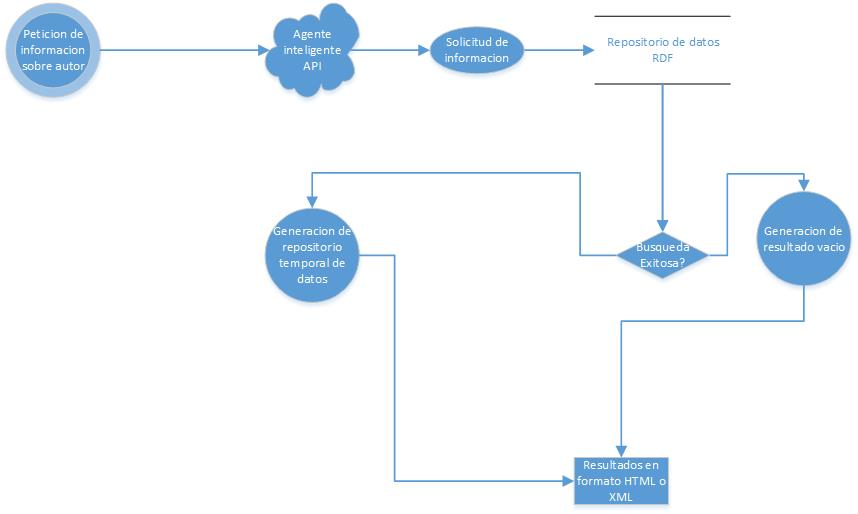 Peticion de
informacion
sobre autor
Agente
inteligente
API
Solicitud de
informacion
Repositorio de datos
RDF
Generacion de
repositorio
temporal de
datos
Busqueda
Exitosa?
Generacion de
resultado vacio
Resultados en
formato HTML o
XML